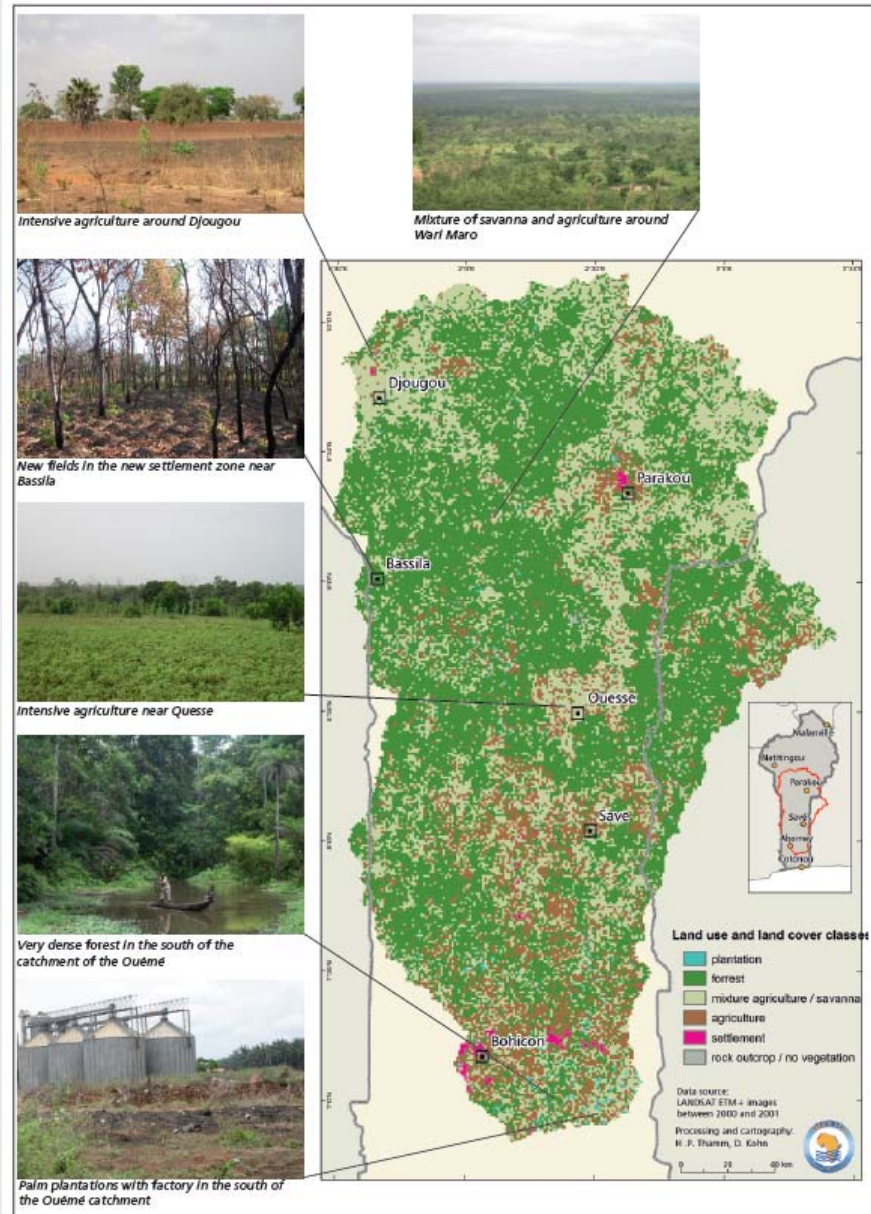 Intensive agriculture around Djougou
Mixture of savanna and agriculture around
Wari Maro
New fields in the new settlement zone near
Bassila
Intensive agriculture near Ouesse
Very dense forest in the south of the
catchment of the Ouémé
Palm plantations with factory in the south of
the Ouémé catchment
Djougou
Parakou
Bassila
Ouesse
Save
Bohicon
Malanville
Natitingou
Parakou
Savé
Abomey
Cotonou
Land use and land cover classes
plantation
forrest
mixture agriculture / savanna
agriculture
settlement
rock outcrop / no vegetation
Data source:
LANDSAT ETM+ images
between 2000 and 2001
Processing and cartography:
H .P. Thamm, D. Kohn
0 20 40 km